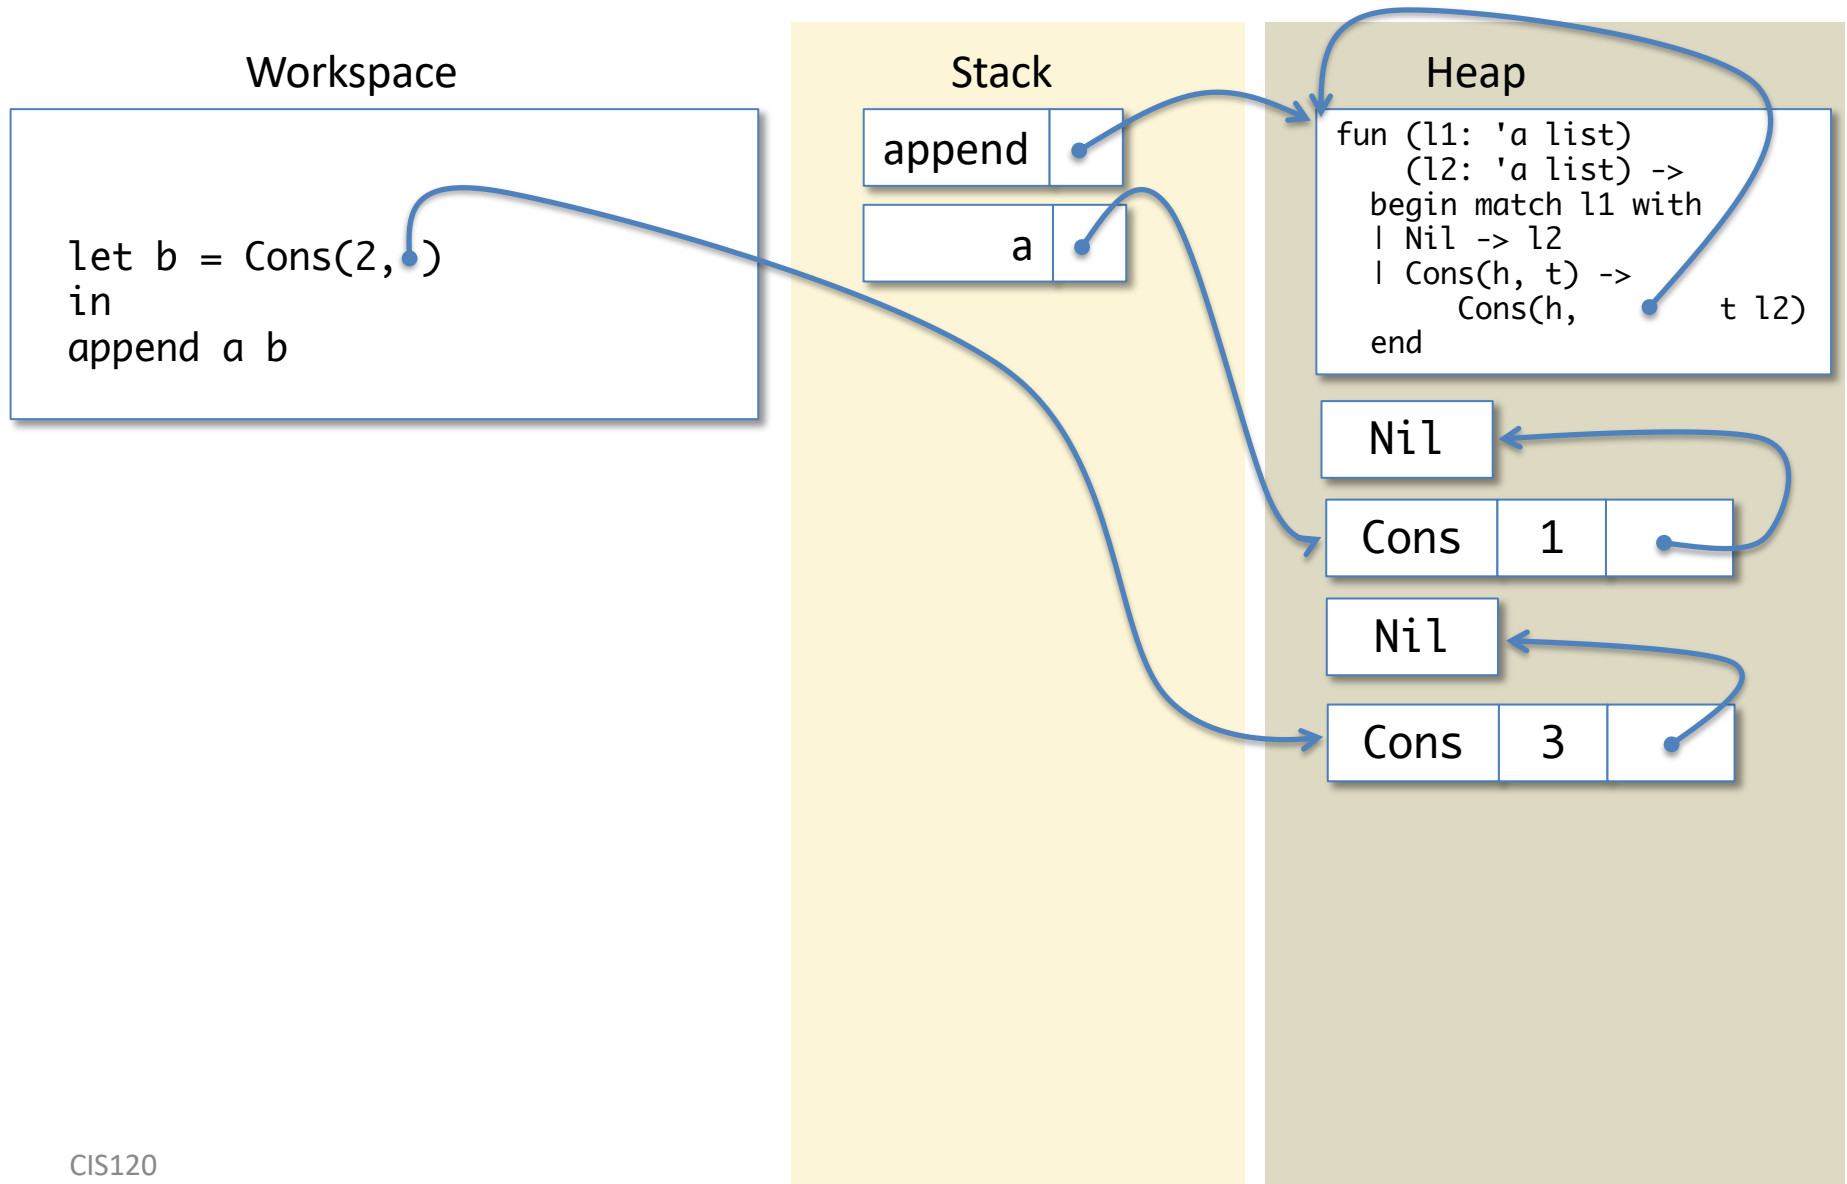 Workspace
let b = Cons(2, )
in
append a b
Stack
append
a
Heap
fun (l1: 'a list)
(l2: 'a list) ->
begin match l1 with
| Nil -> l2
| Cons(h, t) ->
Cons(h, t l2)
end
Nil
Cons 1
Nil
Cons 3
CIS120